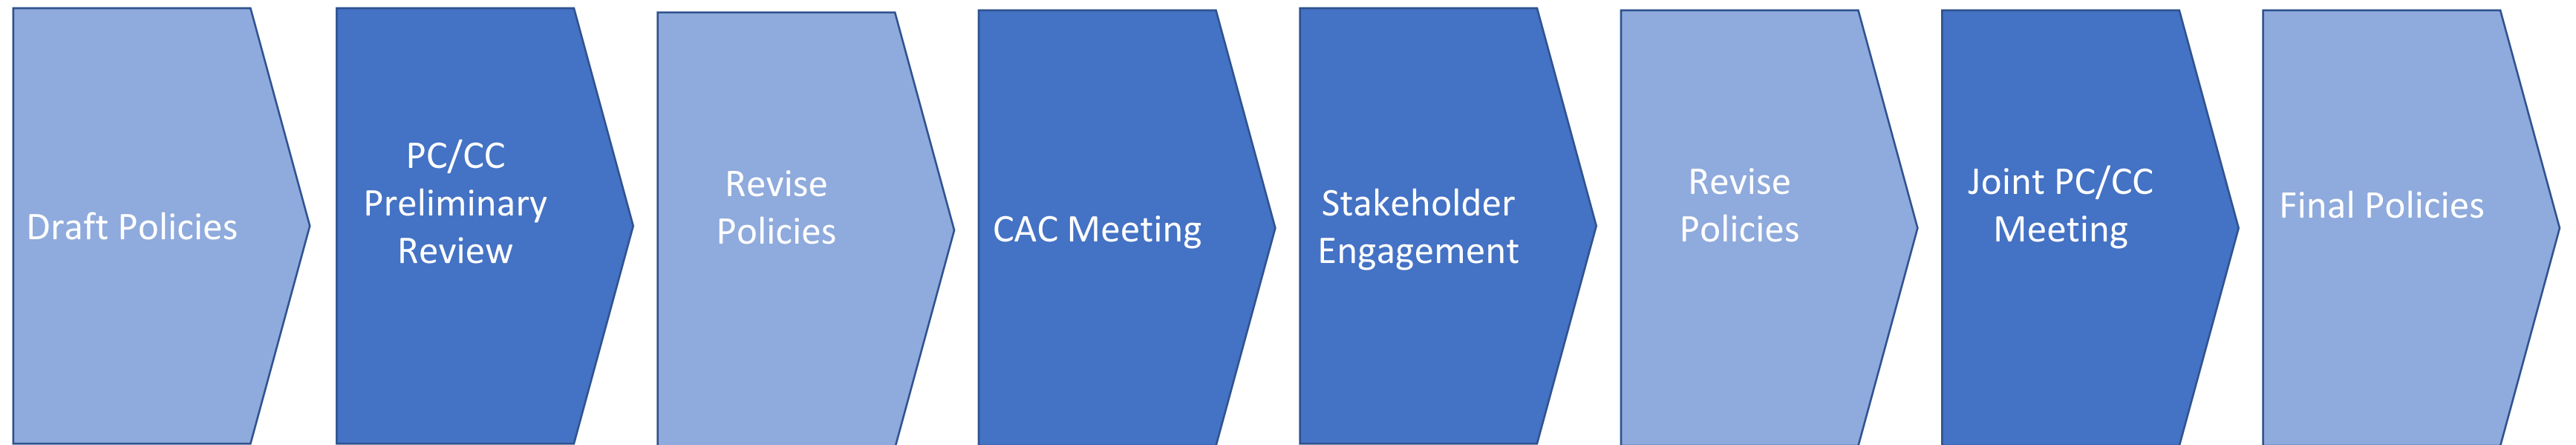 Draft Policies
PC/CC
Preliminary
Review
Revise
Policies
CAC Meeting
Stakeholder
Engagement
Revise
Policies
Joint PC/CC
Meeting
Final Policies